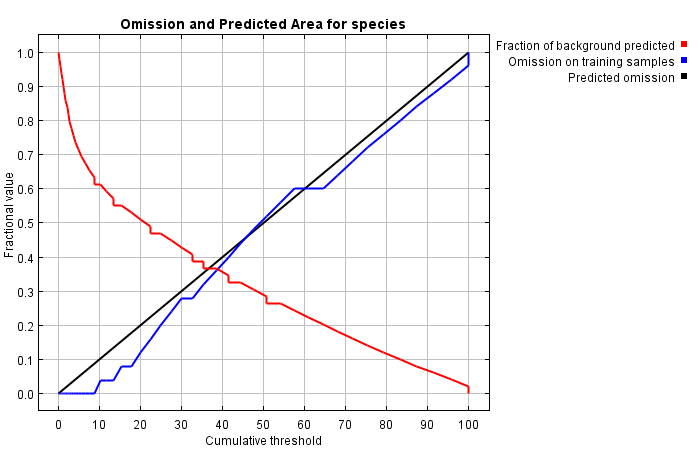 Omission and Predicted Area for species
Fraction of background predicted
Omission on training samples
Predicted omission
Fractional value
1.0
0.9
0.8
0.7
0.6
0.5
0.4
0.3
0.2
0.1
0.0
0 10 20 30 40 50 60 70 80 90 100
Cumulative threshold